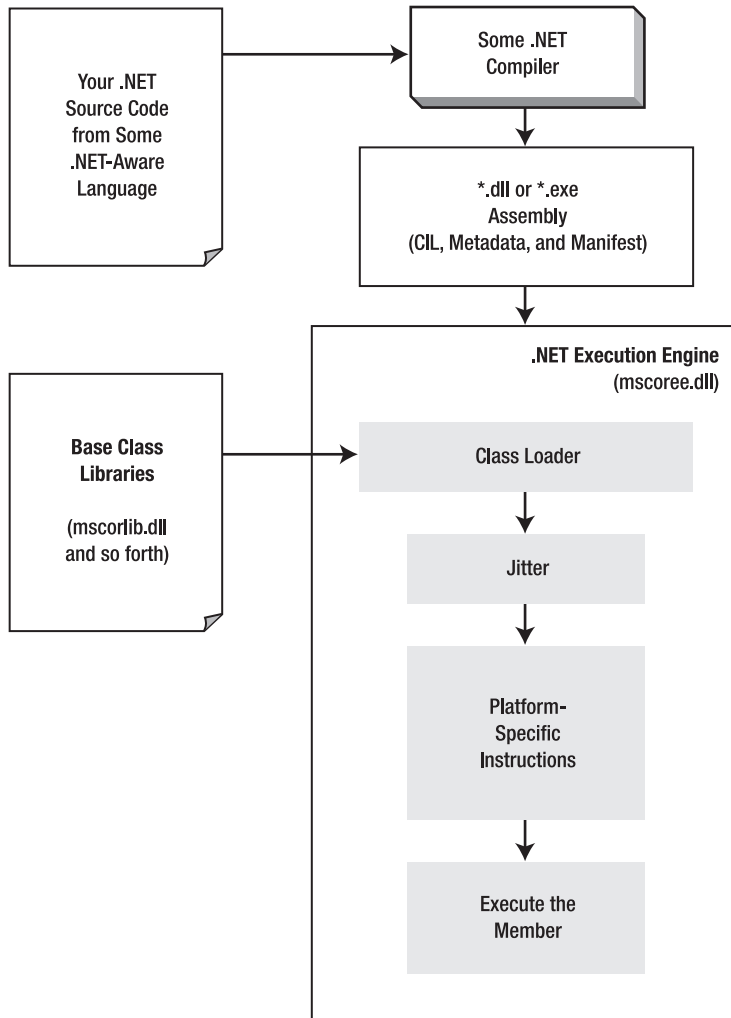 Your .NET
Source Code
from Some
.NET-Aware
Language
Some .NET
Compiler
*.dll or *.exe
Assembly
(CIL, Metadata, and Manifest)
.NET Execution Engine
(mscoree.dll)
Base Class
Libraries
(mscorlib.dll
and so forth)
Class Loader
Jitter
Platform-
Specific
Instructions
Execute the
Member